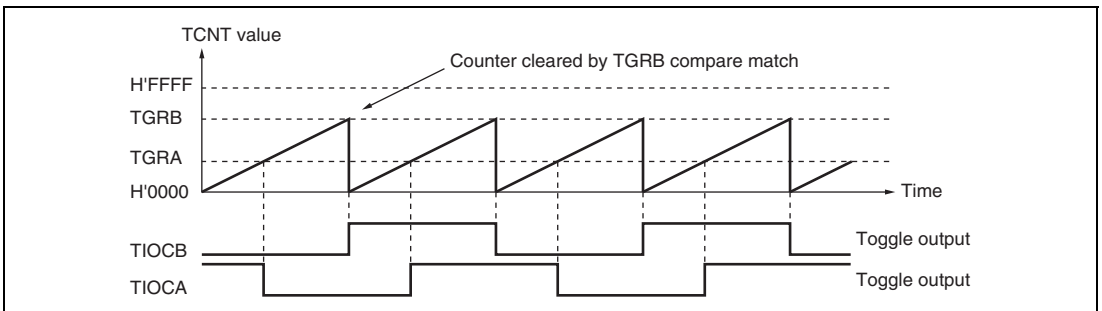 TCNT value
Counter cleared by TGRB compare match
H'FFFF
TGRB
TGRA
H'0000
Time
TIOCB
Toggle output
TIOCA
Toggle output